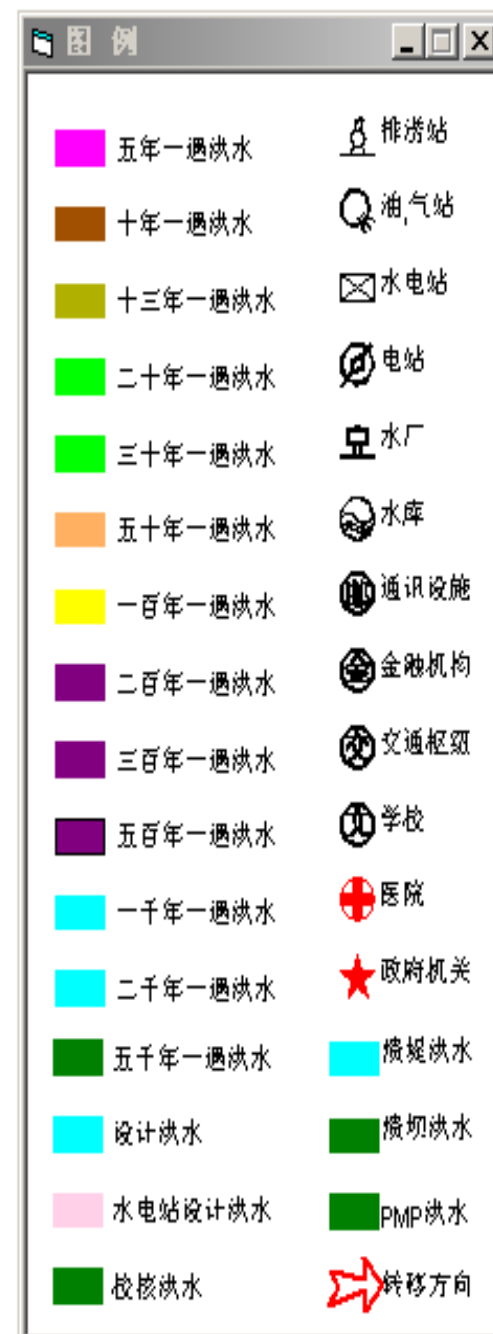 图 例
五年一遇洪水
十年一遇洪水
十三年一遇洪水
二十年一遇洪水
三十年一遇洪水
五十年一遇洪水
一百年一遇洪水
二百年一遇洪水
三百年一遇洪水
五百年一遇洪水
一千年一遇洪水
二千年一遇洪水
五千年一遇洪水
设计洪水
水电站设计洪水
校核洪水
排涝站
油,气站
水电站
电站
水厂
水库
通讯设施
金融机构
交通枢纽
学校
医院
政府机关
溃堤洪水
溃坝洪水
PMP洪水
转移方向